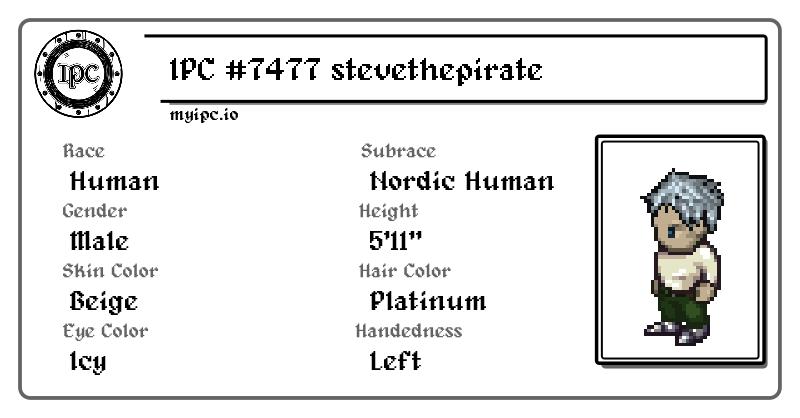 IPC
IPC #7477 stevethepirate
myipc.io
Race
Human
Subrace
Nordic Human
Gender
Male
Height
5'11"
Skin Color
Beige
Hair Color
Platinum
Eye Color
Icy
Handedness
Left